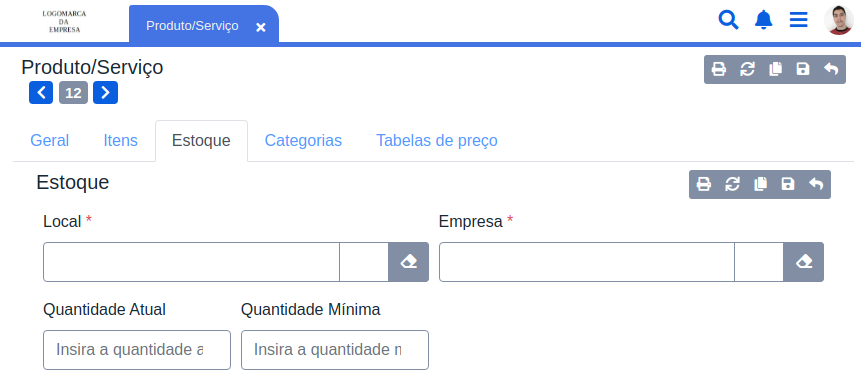 LOGOMARCA
DA
EMPRESA
Produto/Serviço
Produto/Serviço
12
Geral Itens Estoque Categorias Tabelas de preço
Estoque
Local * Empresa *
Quantidade Atual Quantidade Mínima
Insira a quantidade a Insira a quantidade n